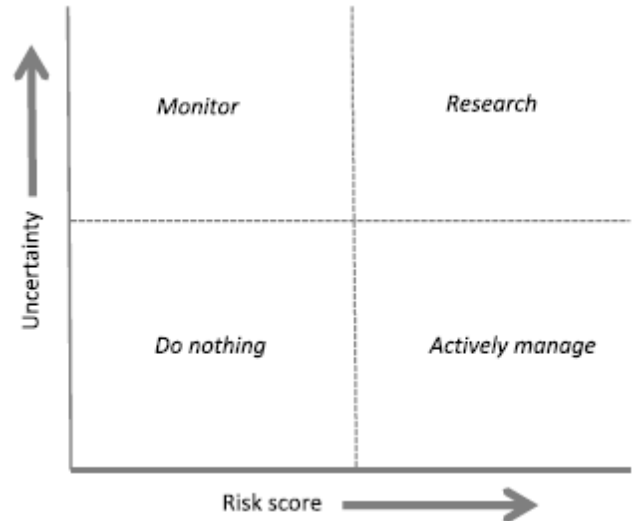 Monitor
Research
Uncertainty
Do nothing
Actively manage
Risk score